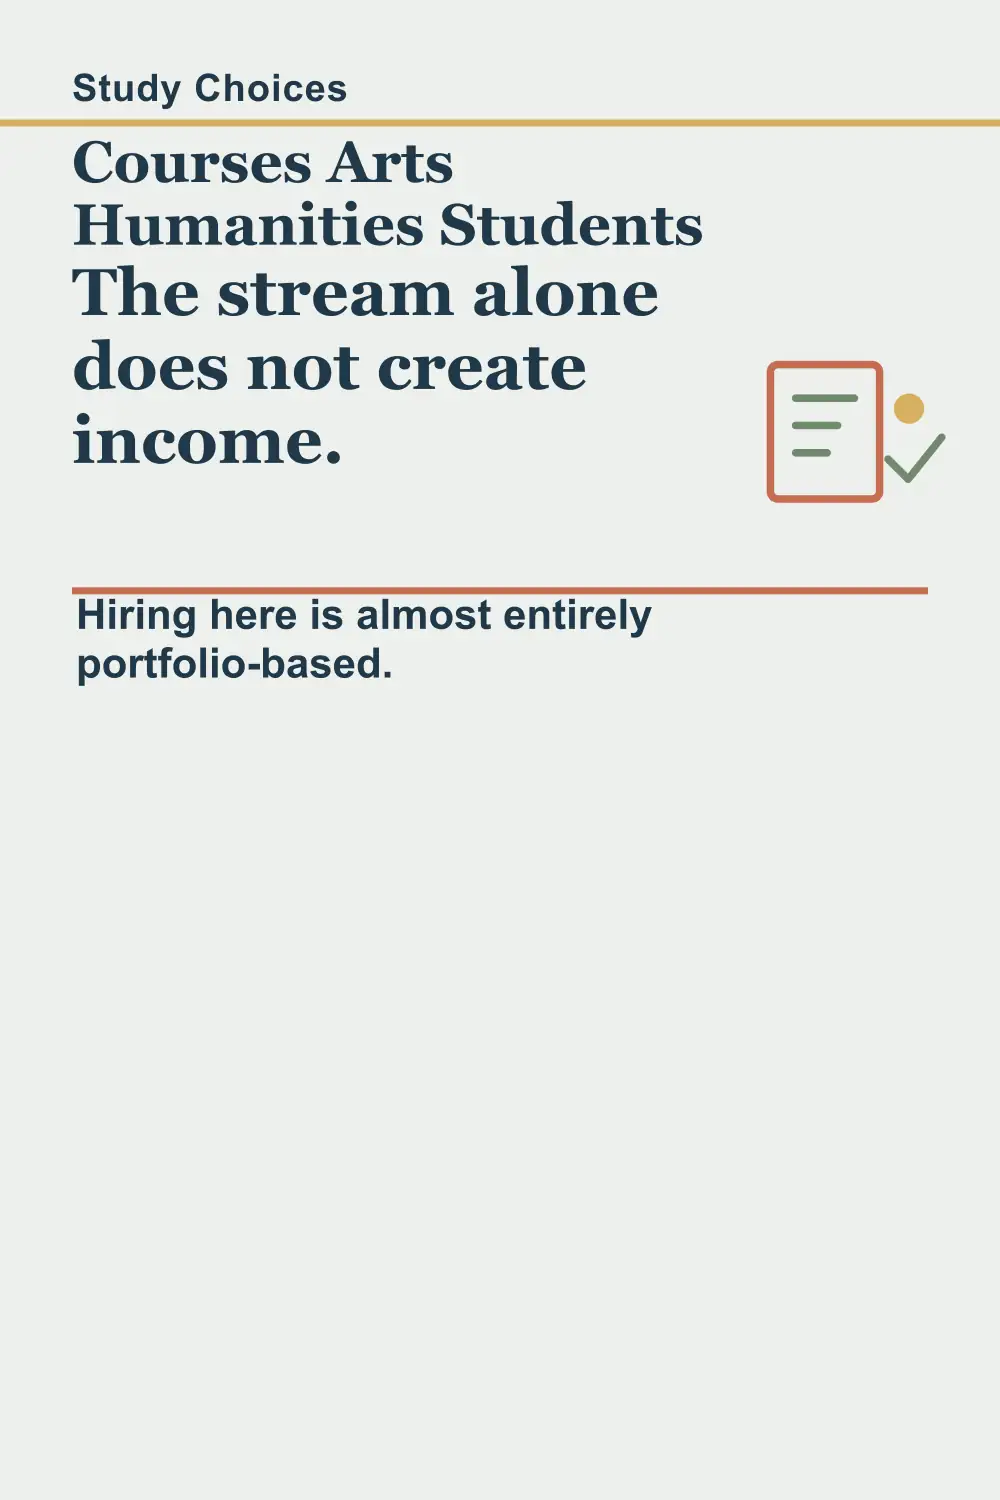 Study Choices
Courses Arts
Humanities Students
The stream alone
does not create
income.
Hiring here is almost entirely
portfolio-based.